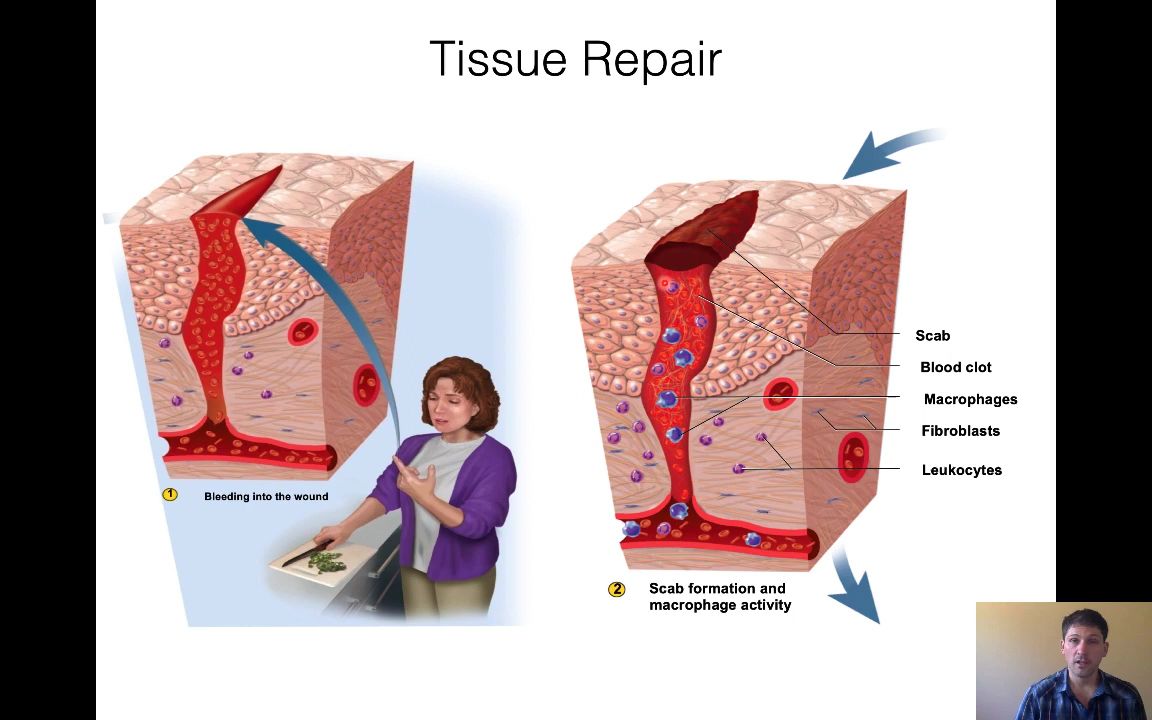 Tissue Repair
1 Bleeding into the wound
Scab
Blood clot
Macrophages
Fibroblasts
Leukocytes
2 Scab formation and
macrophage activity